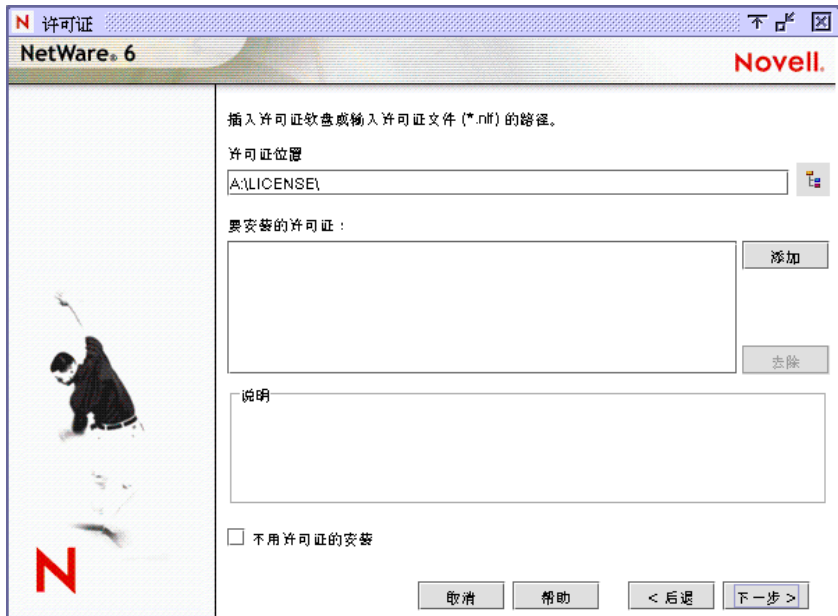 N 许可证
NetWare® 6
Novell.
插入许可证软盘或输入许可证文件 (*.nlf) 的路径。
许可证位置
A:\LICENSE\
要安装的许可证：
添加
去除
说明
不用许可证的安装
N
取消 帮助 < 后退 下一步 >